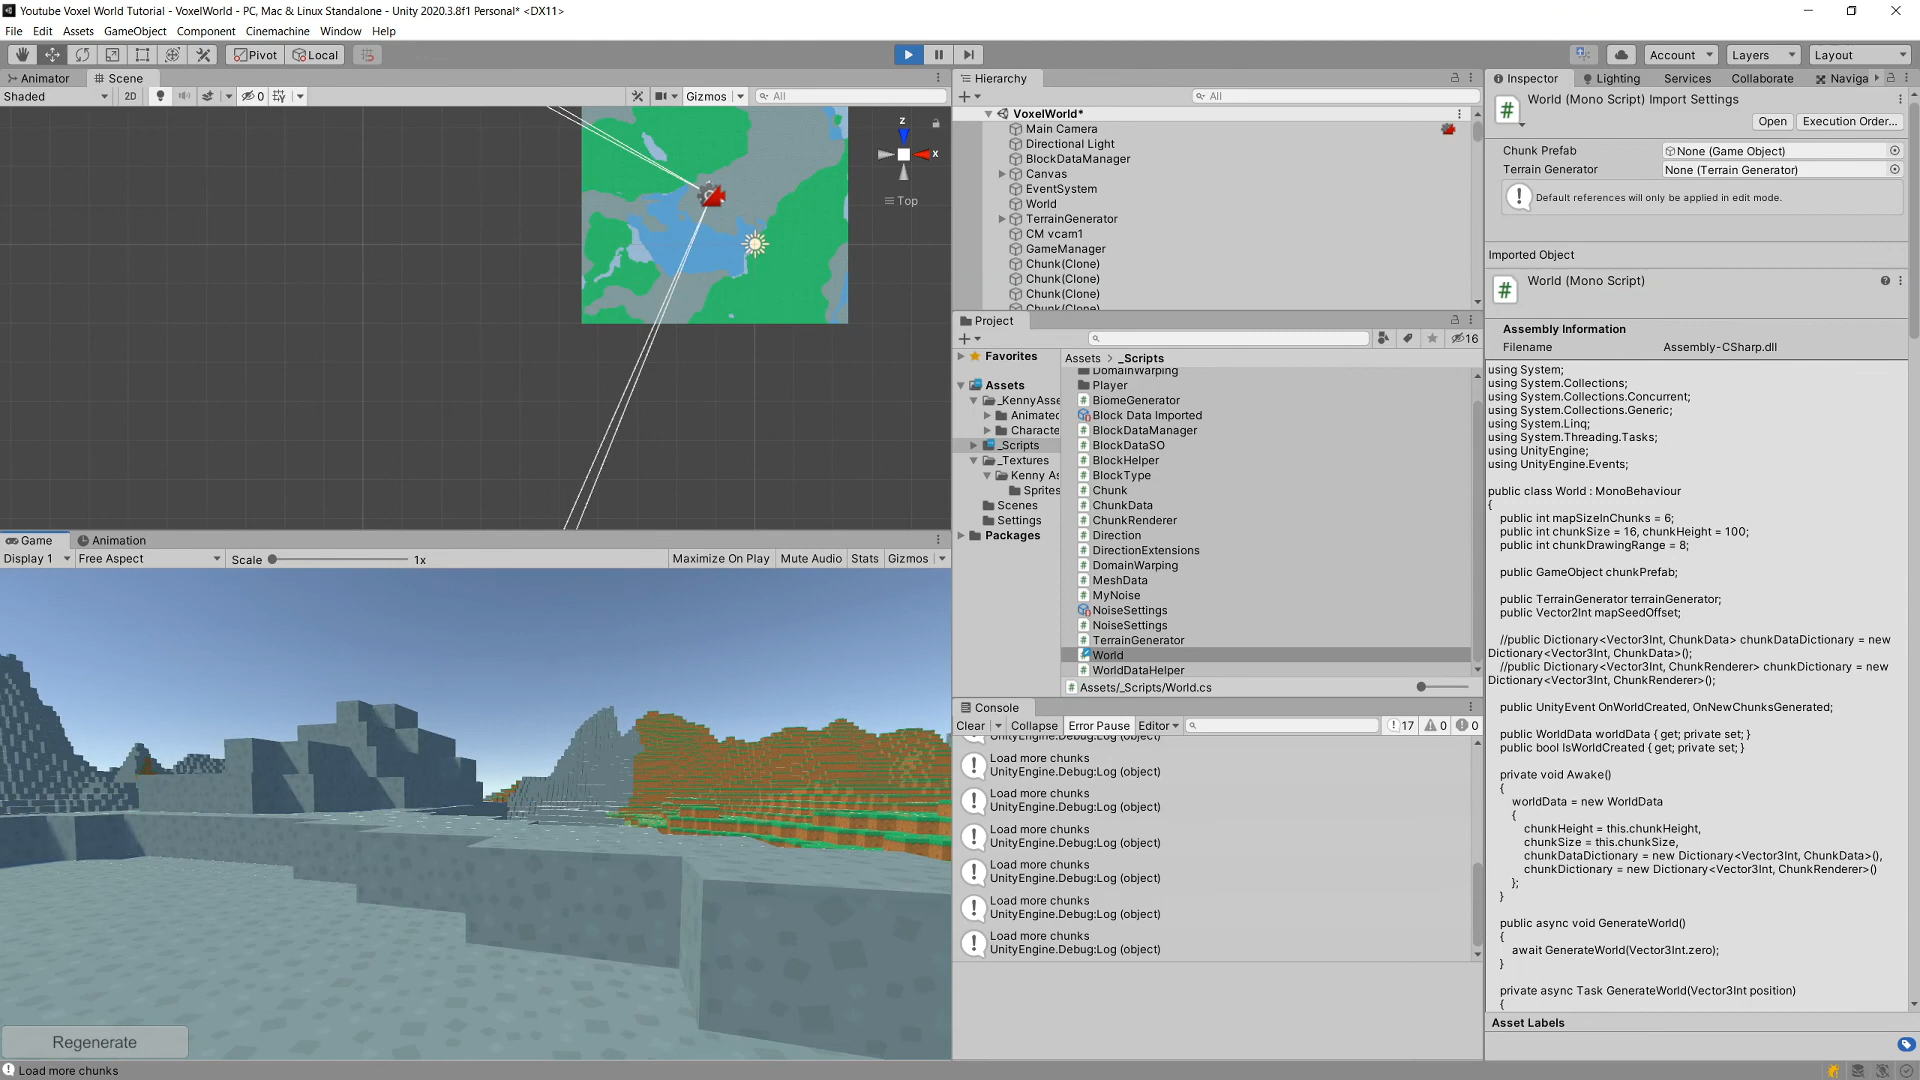 Youtube Voxel World Tutorial - VoxelWorld - PC, Mac & Linux Standalone - Unity 2020.3.8f1 Personal* <DX11>
File Edit Assets GameObject Component Cinemachine Window Help
Pivot Local Account Layers Layout
Animator Scene
Shaded 2D 0 Gizmos All
z
x
Top
Game Animation
Display 1 Free Aspect Scale 1x Maximize On Play Mute Audio Stats Gizmos
Regenerate
Load more chunks
Hierarchy
All
VoxelWorld*
Main Camera
Directional Light
BlockDataManager
Canvas
EventSystem
World
TerrainGenerator
CM vcam1
GameManager
Chunk(Clone)
Chunk(Clone)
Chunk(Clone)
Chunk(Clone)
Project
16
Favorites
Assets
_KennyAsse
Animated
Characte
_Scripts
_Textures
Kenny As
Sprites
Scenes
Settings
Packages
Assets > _Scripts
DomainWarping
Player
BiomeGenerator
Block Data Imported
BlockDataManager
BlockDataSO
BlockHelper
BlockType
Chunk
ChunkData
ChunkRenderer
Direction
DirectionExtensions
DomainWarping
MeshData
MyNoise
NoiseSettings
NoiseSettings
TerrainGenerator
World
WorldDataHelper
Assets/_Scripts/World.cs
Console
Clear Collapse Error Pause Editor 17 0 0
UnityEngine.Debug:Log (object)
Load more chunks
UnityEngine.Debug:Log (object)
Load more chunks
UnityEngine.Debug:Log (object)
Load more chunks
UnityEngine.Debug:Log (object)
Load more chunks
UnityEngine.Debug:Log (object)
Load more chunks
UnityEngine.Debug:Log (object)
Load more chunks
UnityEngine.Debug:Log (object)
Inspector Lighting Services Collaborate Naviga
World (Mono Script) Import Settings
Open Execution Order...
Chunk Prefab None (Game Object)
Terrain Generator None (Terrain Generator)
Default references will only be applied in edit mode.
Imported Object
World (Mono Script)
Assembly Information
Filename Assembly-CSharp.dll
using System;
using System.Collections;
using System.Collections.Concurrent;
using System.Collections.Generic;
using System.Linq;
using System.Threading.Tasks;
using UnityEngine;
using UnityEngine.Events;
public class World : MonoBehaviour
{
public int mapSizeInChunks = 6;
public int chunkSize = 16, chunkHeight = 100;
public int chunkDrawingRange = 8;
public GameObject chunkPrefab;
public TerrainGenerator terrainGenerator;
public Vector2Int mapSeedOffset;
//public Dictionary<Vector3Int, ChunkData> chunkDataDictionary = new
Dictionary<Vector3Int, ChunkData>();
//public Dictionary<Vector3Int, ChunkRenderer> chunkDictionary = new
Dictionary<Vector3Int, ChunkRenderer>();
public UnityEvent OnWorldCreated, OnNewChunksGenerated;
public WorldData worldData { get; private set; }
public bool IsWorldCreated { get; private set; }
private void Awake()
{
worldData = new WorldData
{
chunkHeight = this.chunkHeight,
chunkSize = this.chunkSize,
chunkDataDictionary = new Dictionary<Vector3Int, ChunkData>(),
chunkDictionary = new Dictionary<Vector3Int, ChunkRenderer>()
};
}
public async void GenerateWorld()
{
await GenerateWorld(Vector3Int.zero);
}
private async Task GenerateWorld(Vector3Int position)
{
Asset Labels